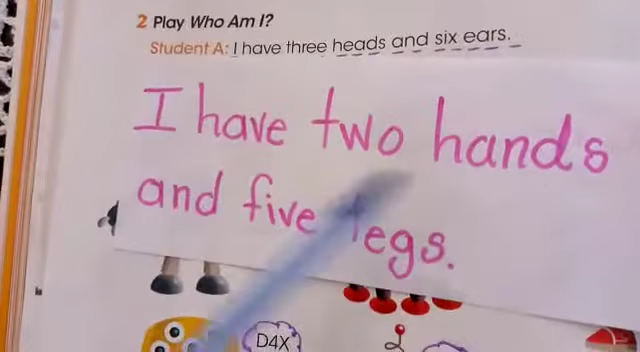 2 Play Who Am I?
Student A: I have three heads and six ears.
I have two hands
and five legs.
D4X